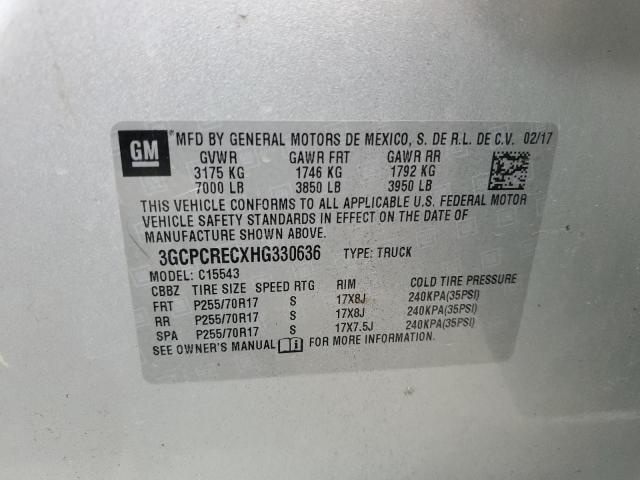 GM
®MFD BY GENERAL MOTORS DE MEXICO, S. DE R.L. DE C.V. 02/17
GVWR GAWR FRT GAWR RR
3175 KG 1746 KG 1792 KG
7000 LB 3850 LB 3950 LB
THIS VEHICLE CONFORMS TO ALL APPLICABLE U.S. FEDERAL MOTOR
VEHICLE SAFETY STANDARDS IN EFFECT ON THE DATE OF
MANUFACTURE SHOWN ABOVE.
3GCPCRECXHG330636 TYPE: TRUCK
MODEL: C15543
CBBZ TIRE SIZE SPEED RTG RIM COLD TIRE PRESSURE
FRT P255/70R17 S 17X8J 240KPA(35PSI)
RR P255/70R17 S 17X8J 240KPA(35PSI)
SPA P255/70R17 S 17X7.5J 240KPA(35PSI)
SEE OWNER'S MANUAL i FOR MORE INFORMATION.